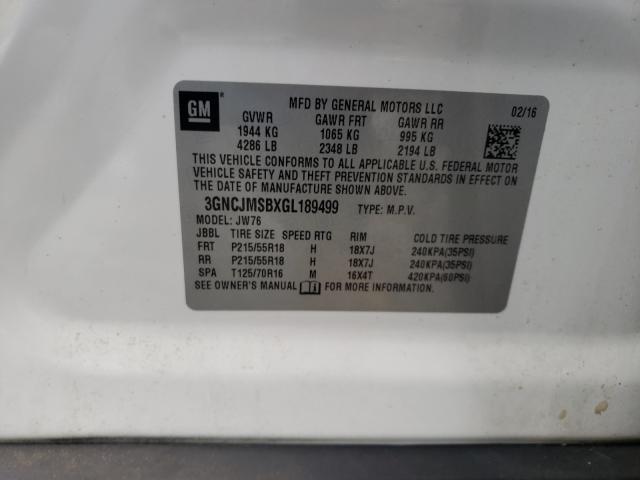 GM ® MFD BY GENERAL MOTORS LLC 02/16
GVWR GAWR FRT GAWR RR
1944 KG 1065 KG 995 KG
4286 LB 2348 LB 2194 LB
THIS VEHICLE CONFORMS TO ALL APPLICABLE U.S. FEDERAL MOTOR
VEHICLE SAFETY AND THEFT PREVENTION STANDARDS IN EFFECT ON
THE DATE OF MANUFACTURE SHOWN ABOVE.
3GNCJMSBXGL189499 TYPE: M.P.V.
MODEL: JW76
JBBL TIRE SIZE SPEED RTG RIM COLD TIRE PRESSURE
FRT P215/55R18 H 18X7J 240KPA(35PSI)
RR P215/55R18 H 18X7J 240KPA(35PSI)
SPA T125/70R16 M 16X4T 420KPA(60PSI)
SEE OWNER'S MANUAL FOR MORE INFORMATION